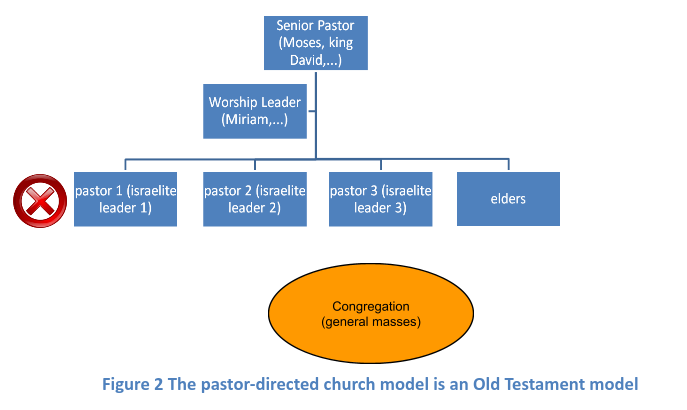 Senior Pastor
(Moses, king
David,...)
Worship Leader
(Miriam,...)
pastor 1 (israelite
leader 1)
pastor 2 (israelite
leader 2)
pastor 3 (israelite
leader 3)
elders
Congregation
(general masses)
Figure 2 The pastor-directed church model is an Old Testament model